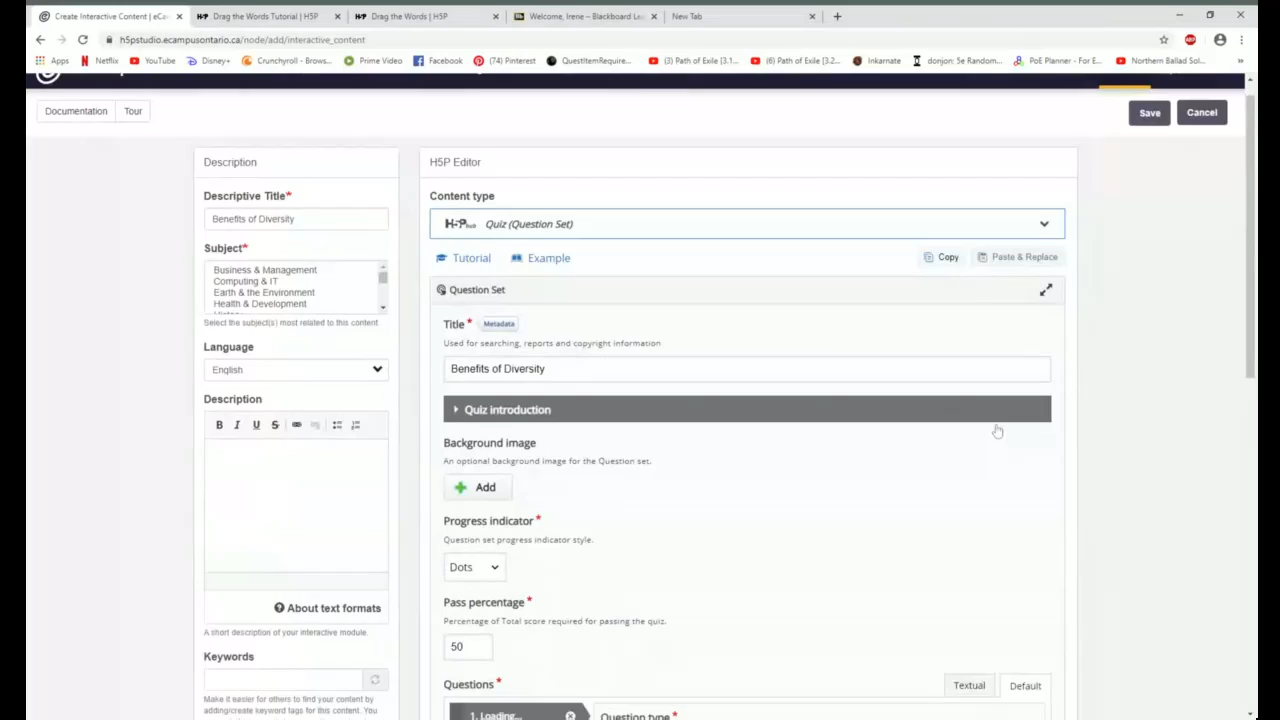 Create Interactive Content | eCa
Drag the Words Tutorial | H5P
Drag the Words | H5P
Welcome, Irene – Blackboard Le
New Tab
h5pstudio.ecampusontario.ca/node/add/interactive_content
Apps
Netflix
YouTube
Disney+
Crunchyroll - Brows...
Prime Video
Facebook
(74) Pinterest
QuestItemRequire...
(3) Path of Exile [3.1...
(6) Path of Exile [3.2...
Inkarnate
donjon; 5e Random...
PoE Planner - For E...
Northern Ballad Sol...
Documentation
Tour
Save
Cancel
Description
H5P Editor
Descriptive Title*
Benefits of Diversity
Subject*
Business & Management
Computing & IT
Earth & the Environment
Health & Development
Select the subject(s) most related to this content
Language
English
Description
B I U S
About text formats
A short description of your interactive module.
Keywords
Make it easier for others to find your content by
adding/create keyword tags for this content. You
Content type
H5P hub Quiz (Question Set)
Tutorial
Example
Copy
Paste & Replace
Question Set
Title * Metadata
Used for searching, reports and copyright information
Benefits of Diversity
Quiz introduction
Background image
An optional background image for the Question set.
Add
Progress indicator *
Question set progress indicator style.
Dots
Pass percentage *
Percentage of Total score required for passing the quiz.
50
Questions *
Textual
Default
1. Loading...
Question type *